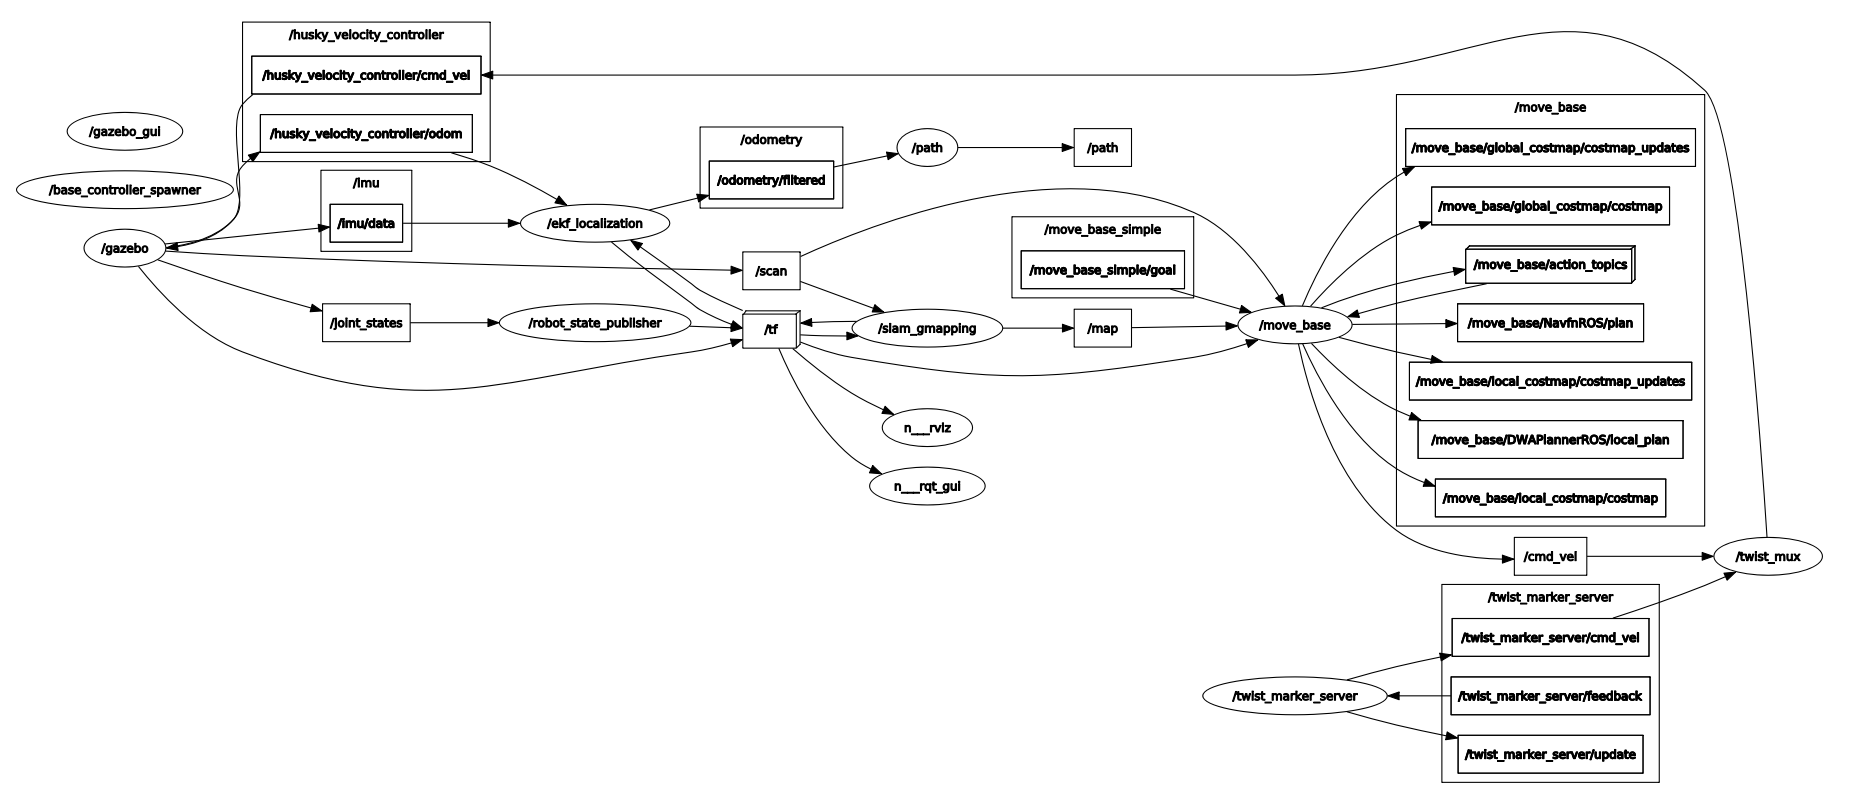 /husky_velocity_controller
/husky_velocity_controller/cmd_vel
/husky_velocity_controller/odom
/gazebo_gui
/base_controller_spawner
/gazebo
/imu
/imu/data
/joint_states
/ekf_localization
/robot_state_publisher
/odometry
/odometry/filtered
/scan
/tf
/path
/path
/slam_gmapping
n___rviz
n___rqt_gui
/move_base_simple
/move_base_simple/goal
/map
/move_base
/move_base
/move_base/global_costmap/costmap_updates
/move_base/global_costmap/costmap
/move_base/action_topics
/move_base/NavfnROS/plan
/move_base/local_costmap/costmap_updates
/move_base/DWAPlannerROS/local_plan
/move_base/local_costmap/costmap
/cmd_vel
/twist_mux
/twist_marker_server
/twist_marker_server
/twist_marker_server/cmd_vel
/twist_marker_server/feedback
/twist_marker_server/update